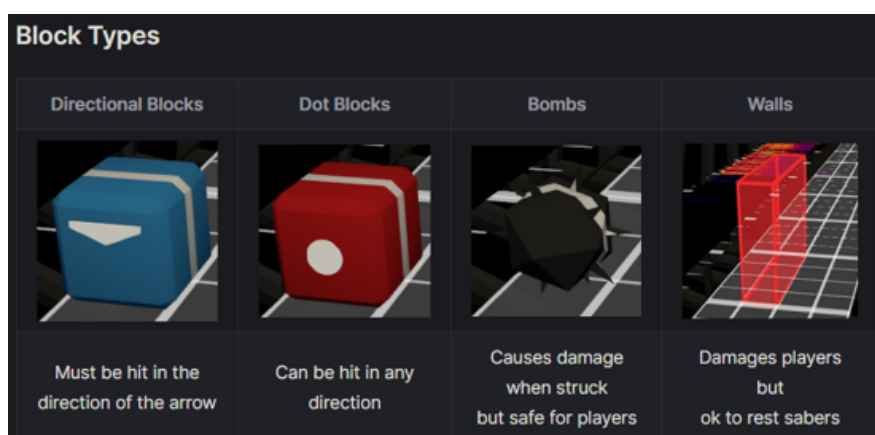 Block Types
Directional Blocks
Dot Blocks
Bombs
Walls
Must be hit in the
direction of the arrow
Can be hit in any
direction
Causes damage
when struck
but safe for players
Damages players
but
ok to rest sabers